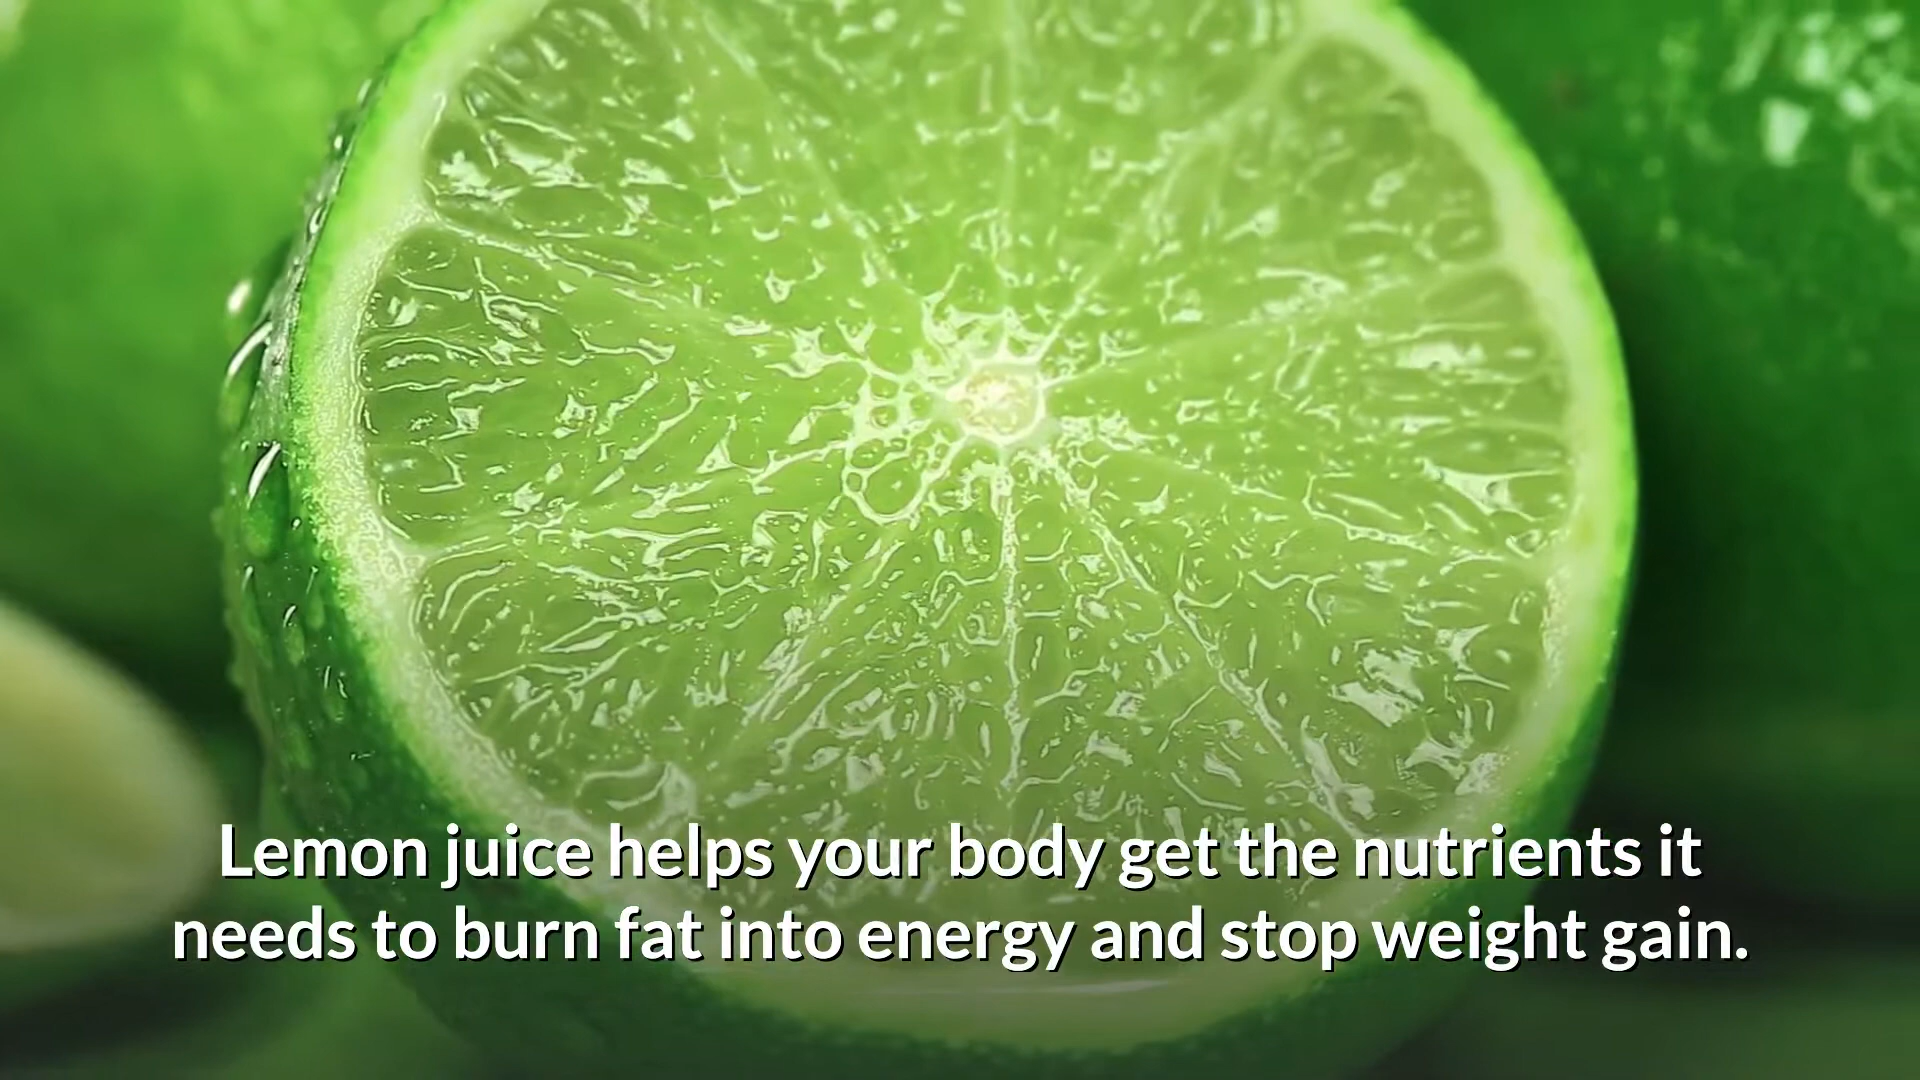 Lemon juice helps your body get the nutrients it
needs to burn fat into energy and stop weight gain.